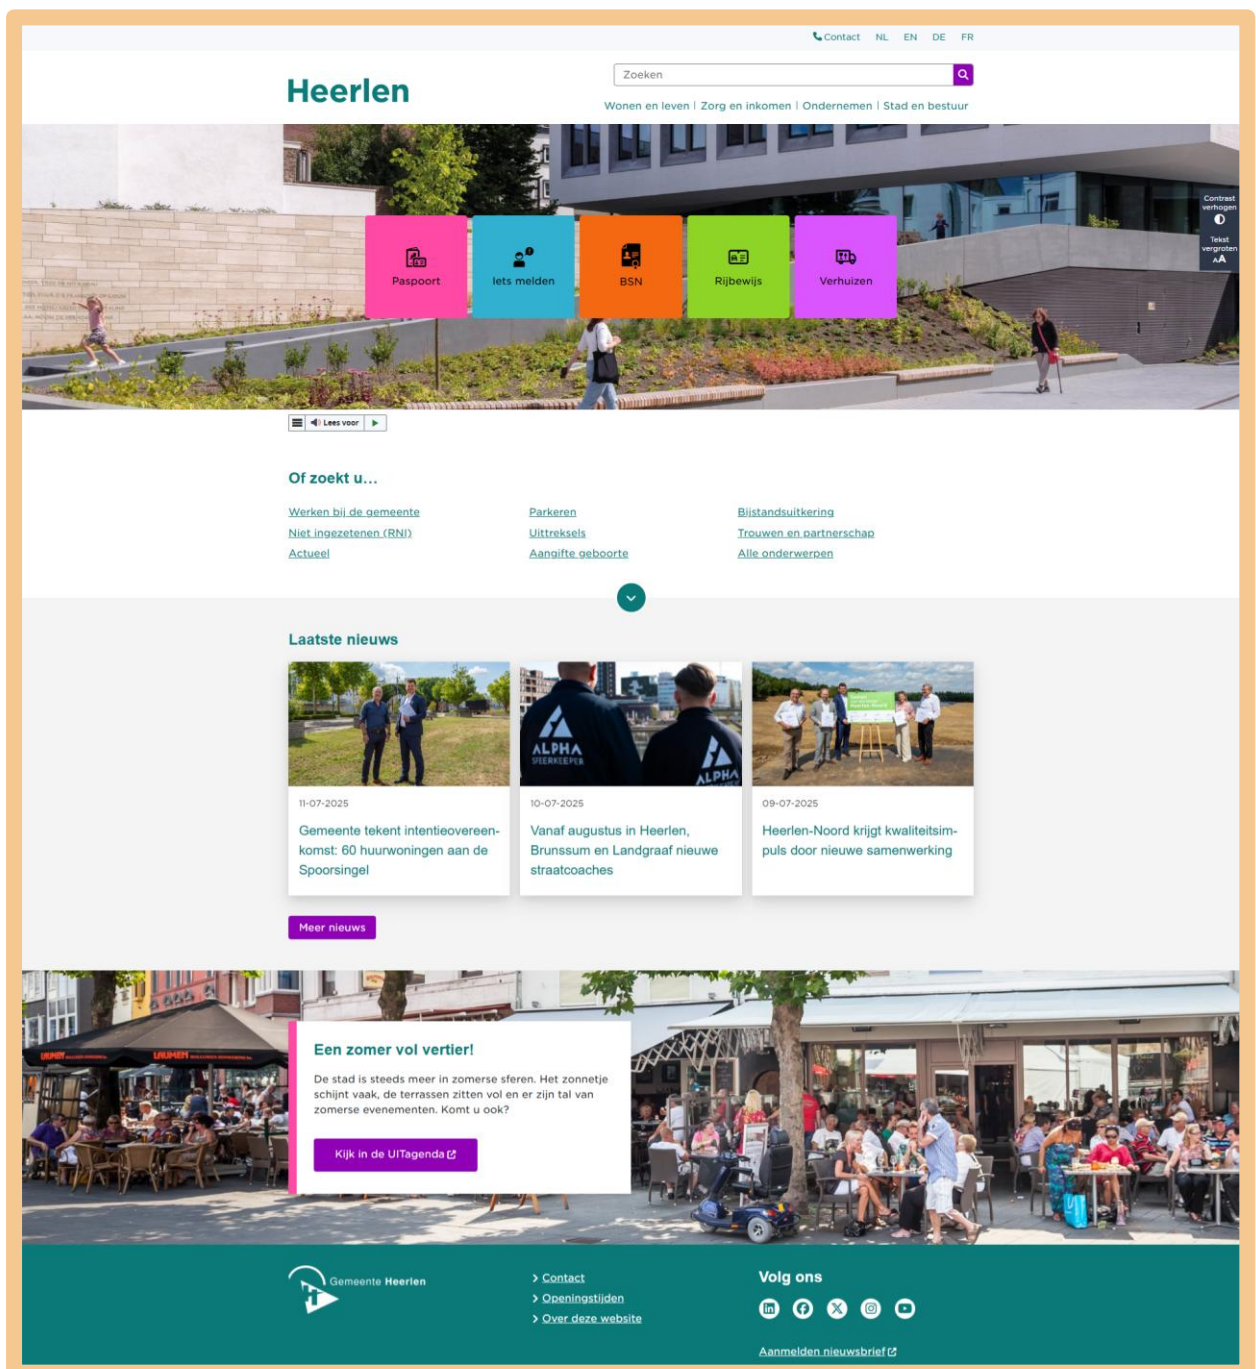 Contact NL EN DE FR
Heerlen
Zoeken
Wonen en leven | Zorg en inkomen | Ondernemen | Stad en bestuur
Contrast
verhogen
Tekst
vergroten
AA
Paspoort
Iets melden
BSN
Rijbewijs
Verhuizen
Lees voor
Of zoekt u...
Werken bij de gemeente
Parkeren
Bijstandsuitkering
Niet ingezetenen (RNI)
Uittreksels
Trouwen en partnerschap
Actueel
Aangifte geboorte
Alle onderwerpen
Laatste nieuws
ALPHA
SFEERKEEPER
ALPHA
Heerlen-Noord
11-07-2025
Gemeente tekent intentieovereen-
komst: 60 huurwoningen aan de
Spoorsingel
10-07-2025
Vanaf augustus in Heerlen,
Brunssum en Landgraaf nieuwe
straatcoaches
09-07-2025
Heerlen-Noord krijgt kwaliteitsim-
puls door nieuwe samenwerking
Meer nieuws
LAUMEN
Een zomer vol vertier!
De stad is steeds meer in zomerse sferen. Het zonnetje
schijnt vaak, de terrassen zitten vol en er zijn tal van
zomerse evenementen. Komt u ook?
Kijk in de UITagenda
Gemeente Heerlen
Contact
Openingstijden
Over deze website
Volg ons
Aanmelden nieuwsbrief